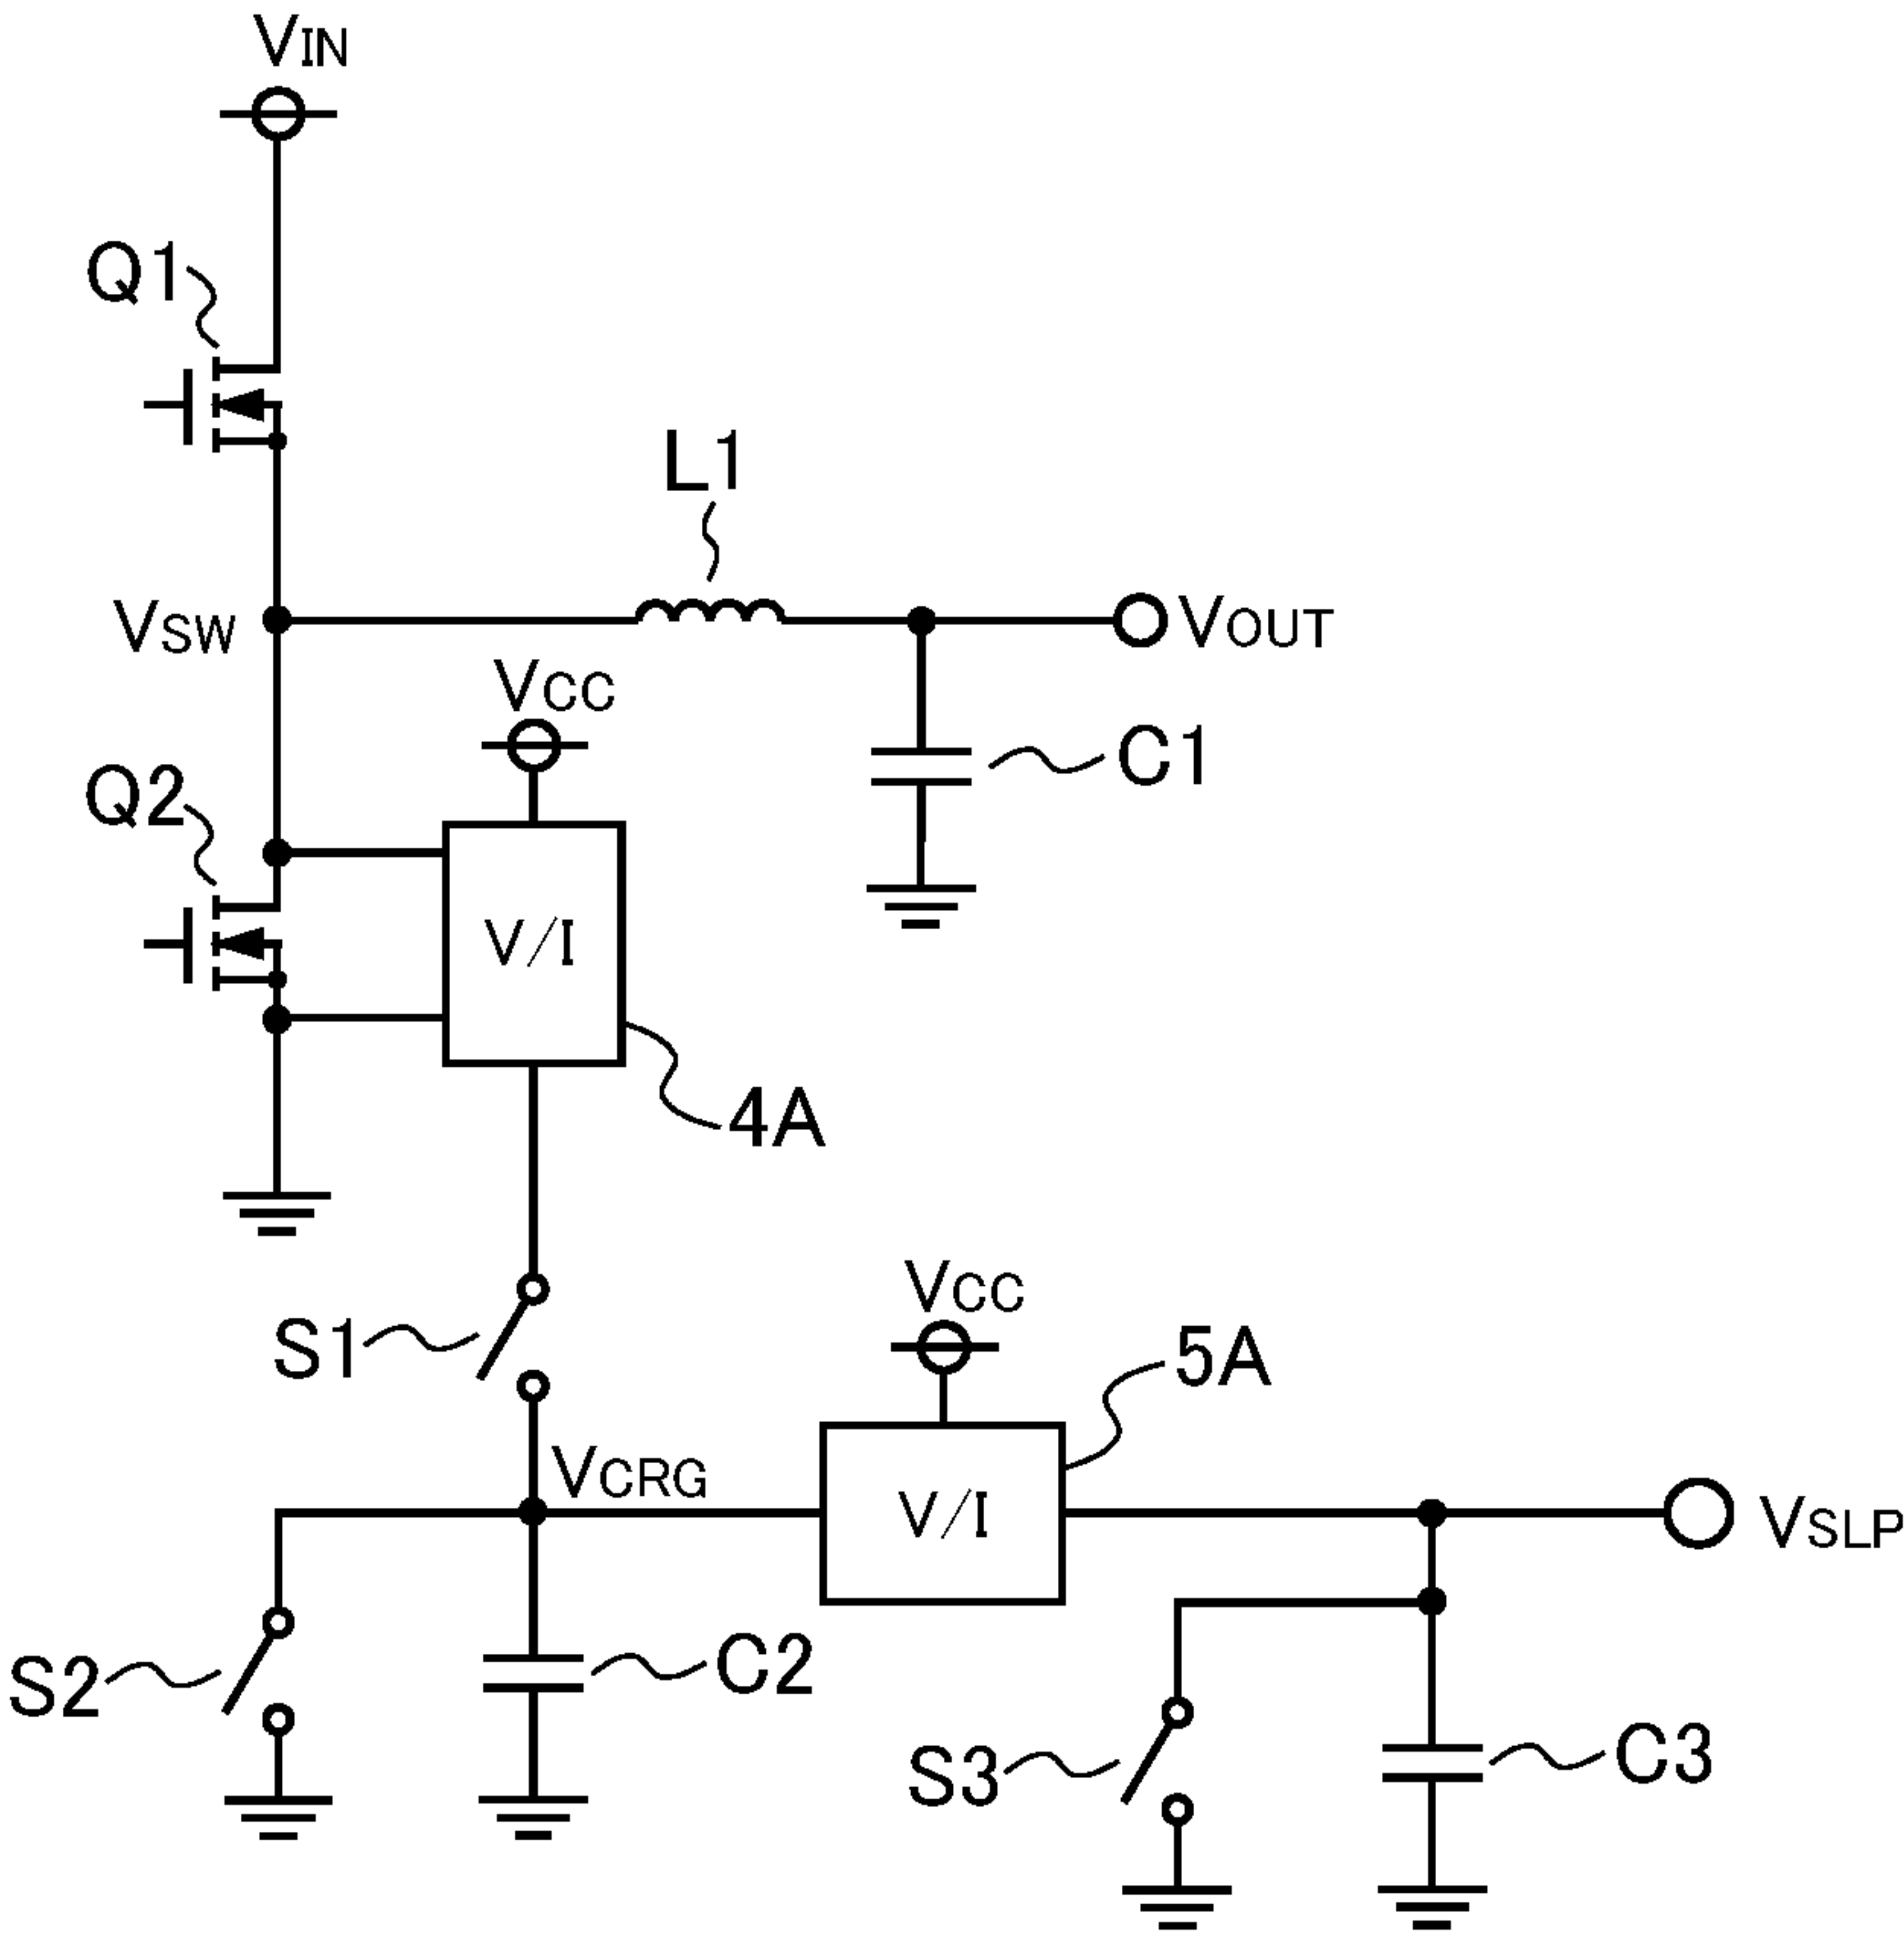 VIN
Q1
L1
VSW
VOUT
VCC
C1
Q2
V/I
4A
VCC
S1
5A
VCRG
V/I
VSLP
S2
C2
S3
C3